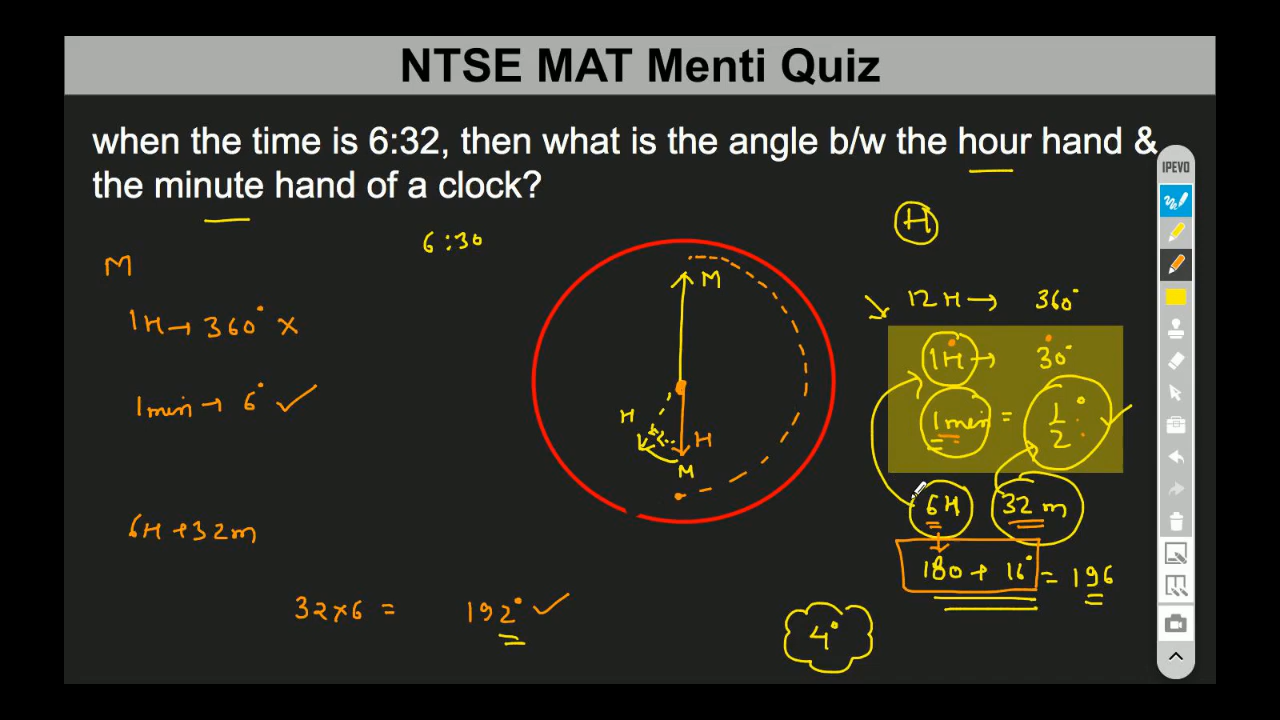 NTSE MAT Menti Quiz
when the time is 6:32, then what is the angle b/w the hour hand &
the minute hand of a clock?
IPEVO
H
6:30
M
M
12H → 360°
1H → 360° ×
1H → 30°
1min → 6° ✓
1min = 1/2° ✓
H
H
M
6H 32m
6H + 32m
180 + 16° = 196
32×6 = 192° ✓
4°